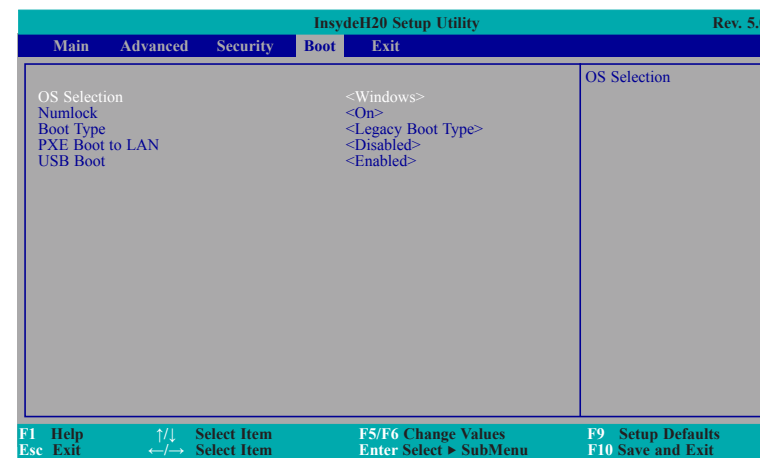 InsydeH20 Setup Utility Rev. 5.
Main Advanced Security Boot Exit
OS Selection <Windows> OS Selection
Numlock <On>
Boot Type <Legacy Boot Type>
PXE Boot to LAN <Disabled>
USB Boot <Enabled>
F1 Help ↑/↓ Select Item F5/F6 Change Values F9 Setup Defaults
Esc Exit ←/→ Select Item Enter Select ► SubMenu F10 Save and Exit